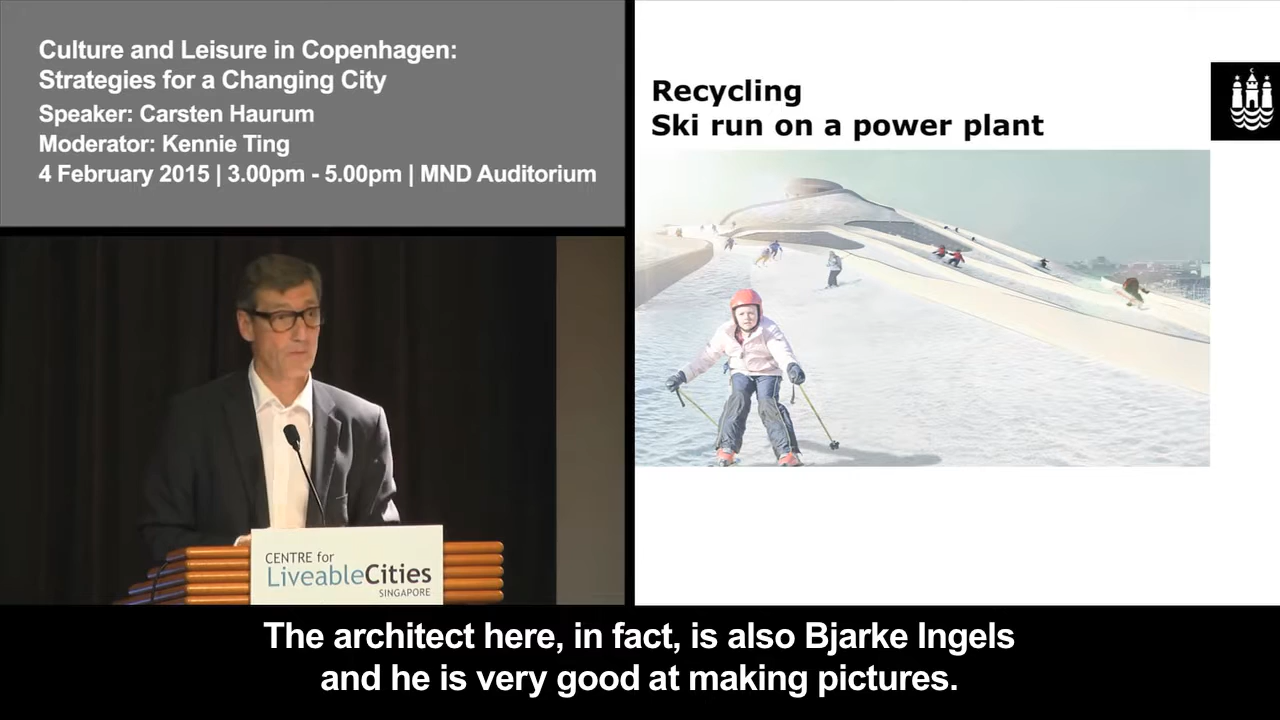 Culture and Leisure in Copenhagen:
Strategies for a Changing City
Speaker: Carsten Haurum
Moderator: Kennie Ting
4 February 2015 | 3.00pm - 5.00pm | MND Auditorium
Recycling
Ski run on a power plant
CENTRE for
LiveableCities
SINGAPORE
The architect here, in fact, is also Bjarke Ingels
and he is very good at making pictures.